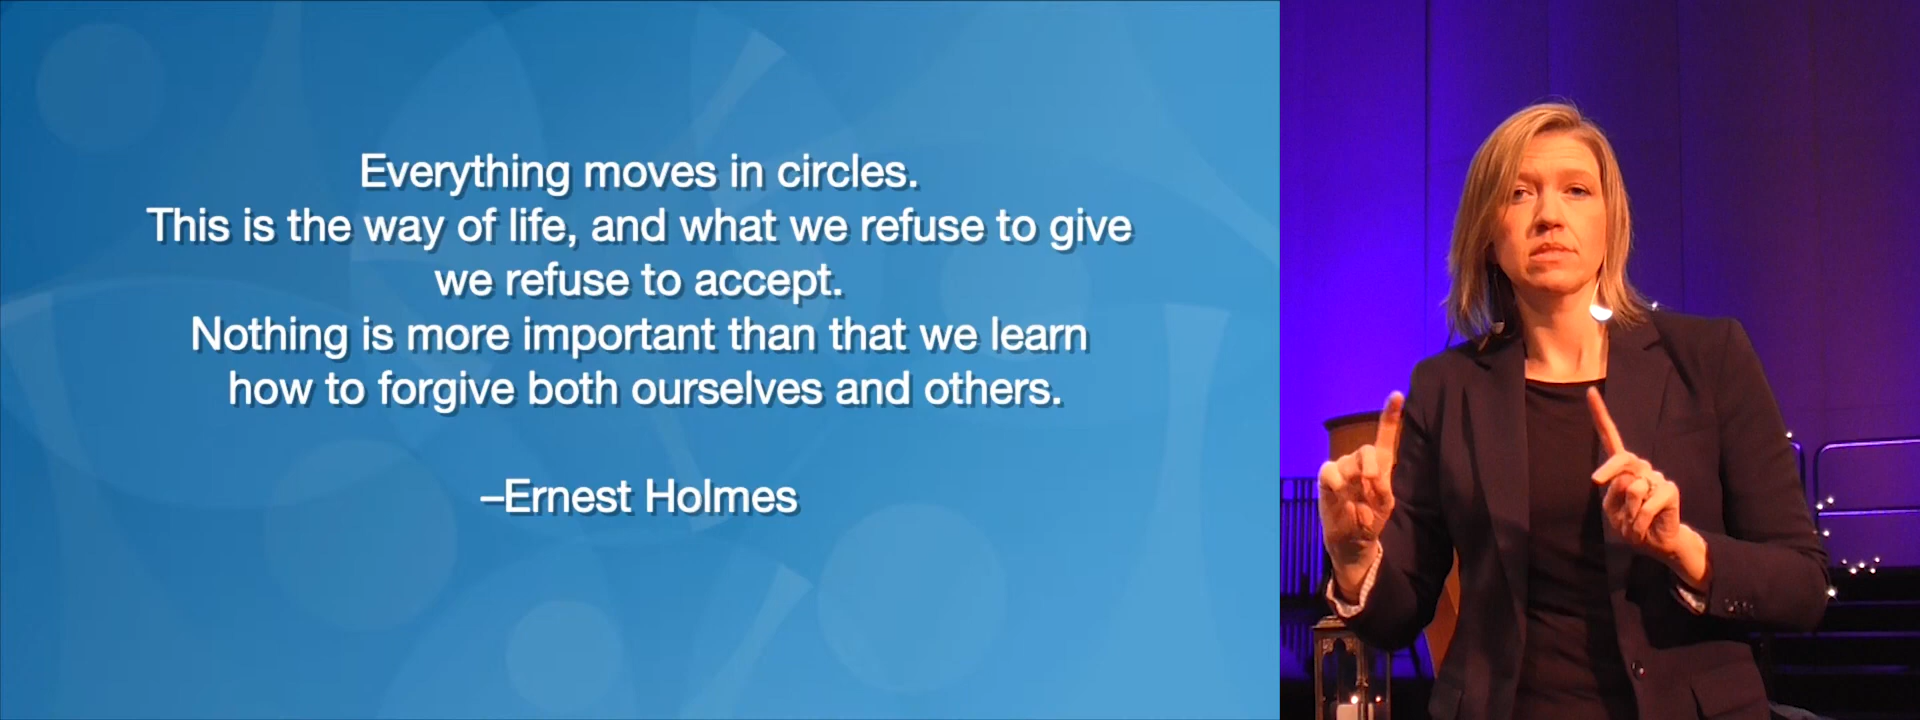 Everything moves in circles.
This is the way of life, and what we refuse to give
we refuse to accept.
Nothing is more important than that we learn
how to forgive both ourselves and others.
–Ernest Holmes